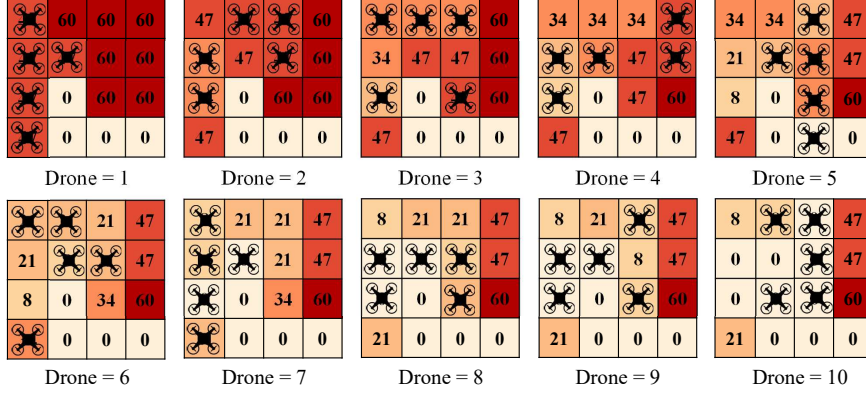 60 60 60
60 60
0 60 60
0 0 0
Drone = 1
47 60
47 60
0 60 60
47 0 0 0
Drone = 2
60
34 47 47 60
0 60
47 0 0 0
Drone = 3
34 34 34
47
0 47 60
47 0 0 0
Drone = 4
34 34 47
21 47
8 0 60
47 0 0
Drone = 5
21 47
21 47
8 0 34 60
0 0 0
Drone = 6
21 21 47
21 47
0 34 60
0 0 0
Drone = 7
8 21 21 47
47
0 60
21 0 0 0
Drone = 8
8 21 47
8 47
0 60
21 0 0 0
Drone = 9
8 47
0 0 0 47
0 60
21 0 0 0
Drone = 10